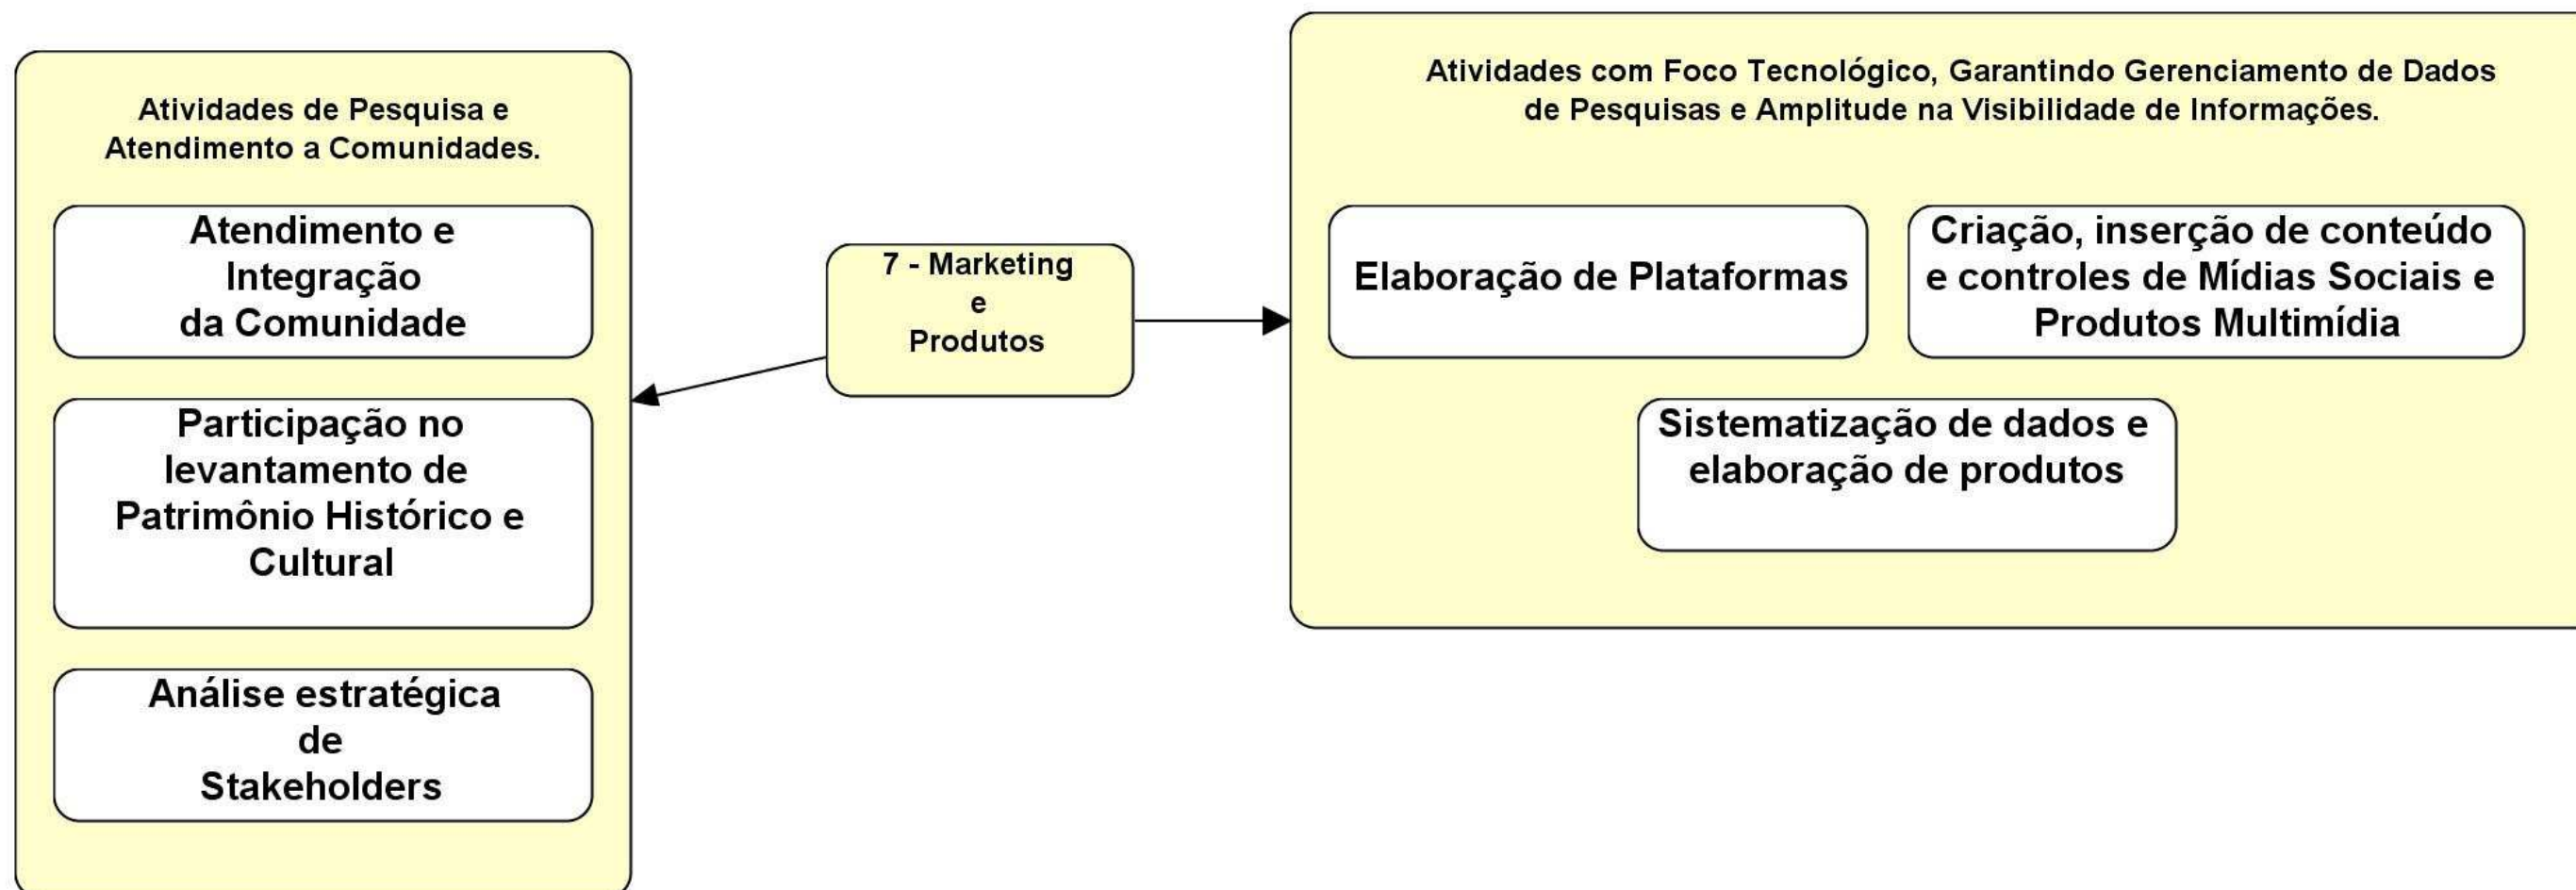 Atividades de Pesquisa e
Atendimento a Comunidades.
Atendimento e
Integração
da Comunidade
Participação no
levantamento de
Patrimônio Histórico e
Cultural
Análise estratégica
de
Stakeholders
7 - Marketing
e
Produtos
Atividades com Foco Tecnológico, Garantindo Gerenciamento de Dados
de Pesquisas e Amplitude na Visibilidade de Informações.
Elaboração de Plataformas
Criação, inserção de conteúdo
e controles de Mídias Sociais e
Produtos Multimídia
Sistematização de dados e
elaboração de produtos